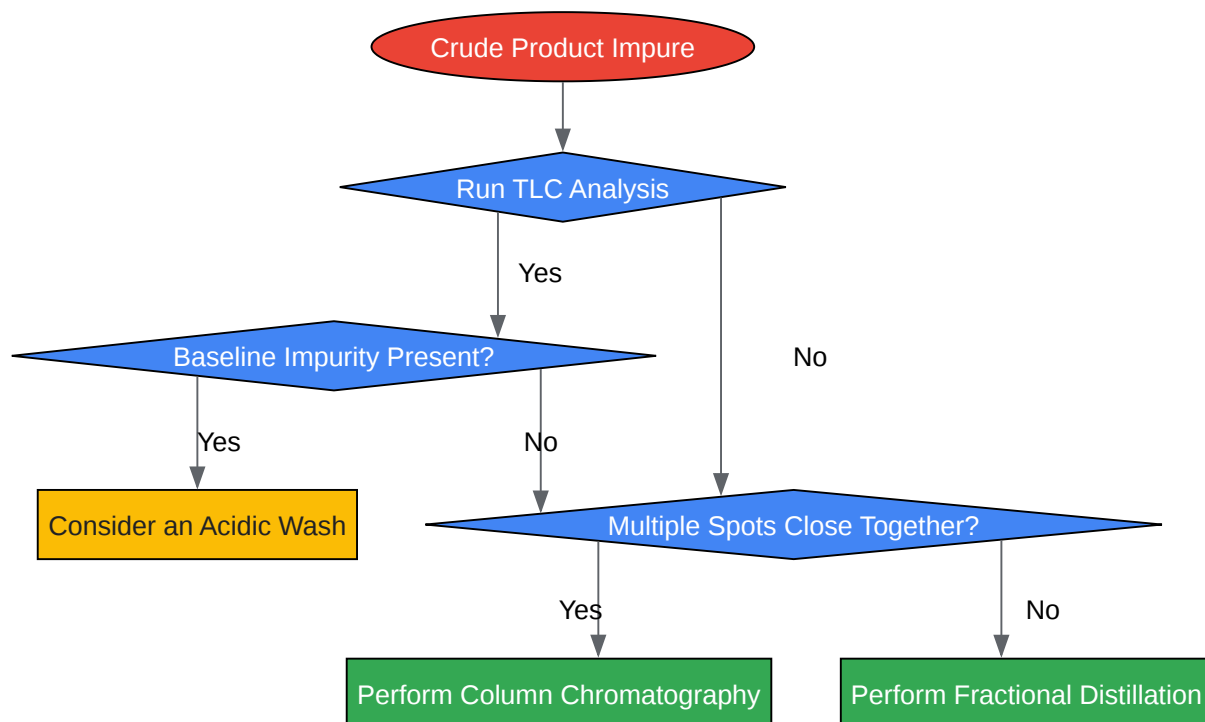 Crude Product Impure
Run TLC Analysis
Yes
Baseline Impurity Present?
No
Yes
No
Consider an Acidic Wash
Multiple Spots Close Together?
Yes
No
Perform Column Chromatography
Perform Fractional Distillation